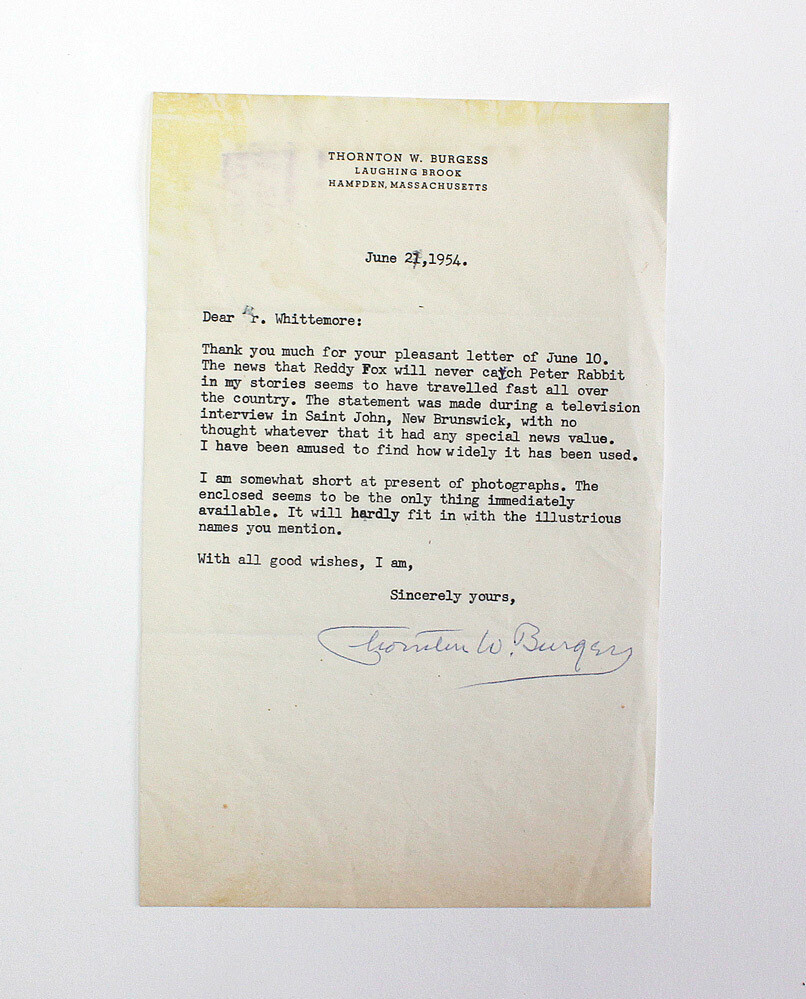 THORNTON W. BURGESS
LAUGHING BROOK
HAMPDEN, MASSACHUSETTS
June ,1954.
Dear Mr. Whittemore:
Thank you much for your pleasant letter of June 10.
The news that Reddy Fox will never catch Peter Rabbit
in my stories seems to have travelled fast all over
the country. The statement was made during a television
interview in Saint John, New Brunswick, with no
thought whatever that it had any special news value.
I have been amused to find how widely it has been used.
I am somewhat short at present of photographs. The
enclosed seems to be the only thing immediately
available. It will hardly fit in with the illustrious
names you mention.
With all good wishes, I am,
Sincerely yours,
Thornton W. Burgess